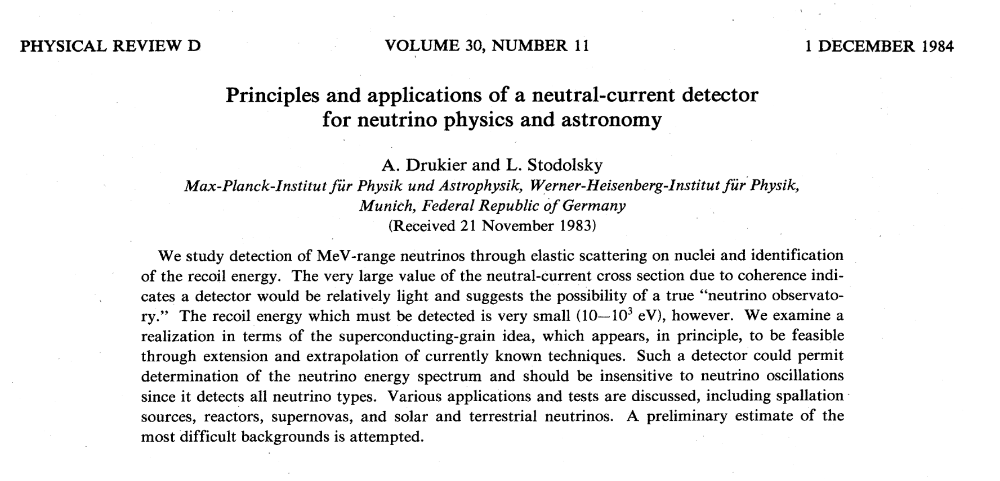 PHYSICAL REVIEW D VOLUME 30, NUMBER 11 1 DECEMBER 1984
Principles and applications of a neutral-current detector
for neutrino physics and astronomy
A. Drukier and L. Stodolsky
Max-Planck-Institut für Physik und Astrophysik, Werner-Heisenberg-Institut für Physik,
Munich, Federal Republic of Germany
(Received 21 November 1983)
We study detection of MeV-range neutrinos through elastic scattering on nuclei and identification
of the recoil energy. The very large value of the neutral-current cross section due to coherence indi-
cates a detector would be relatively light and suggests the possibility of a true “neutrino observato-
ry.” The recoil energy which must be detected is very small (10–10³ eV), however. We examine a
realization in terms of the superconducting-grain idea, which appears, in principle, to be feasible
through extension and extrapolation of currently known techniques. Such a detector could permit
determination of the neutrino energy spectrum and should be insensitive to neutrino oscillations
since it detects all neutrino types. Various applications and tests are discussed, including spallation
sources, reactors, supernovas, and solar and terrestrial neutrinos. A preliminary estimate of the
most difficult backgrounds is attempted.